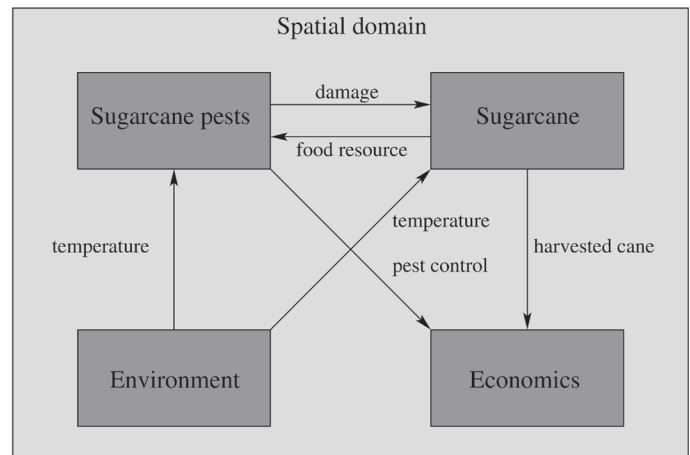 Spatial domain
Sugarcane pests
damage
Sugarcane
food resource
temperature
temperature
pest control
harvested cane
Environment
Economics